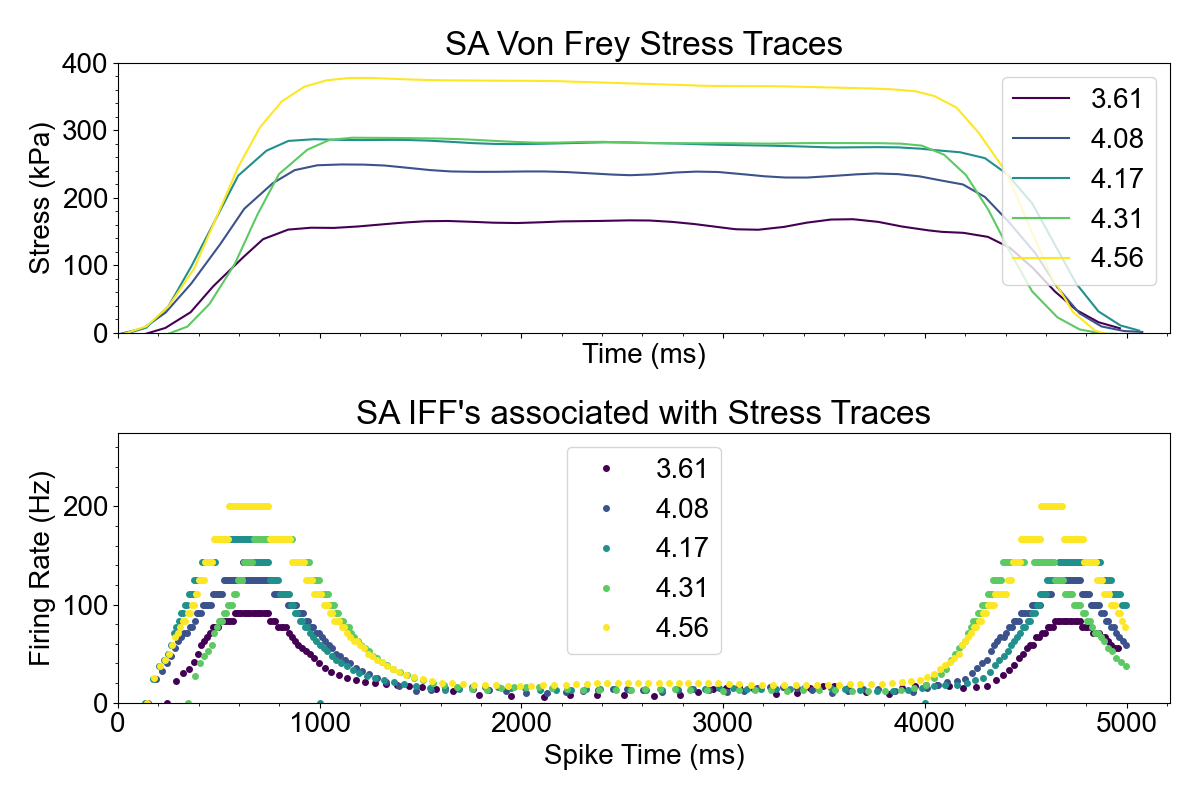 SA Von Frey Stress Traces
400
300
200
100
0
Stress (kPa)
3.61
4.08
4.17
4.31
4.56
Time (ms)
SA IFF's associated with Stress Traces
200
100
0
Firing Rate (Hz)
3.61
4.08
4.17
4.31
4.56
0 1000 2000 3000 4000 5000
Spike Time (ms)